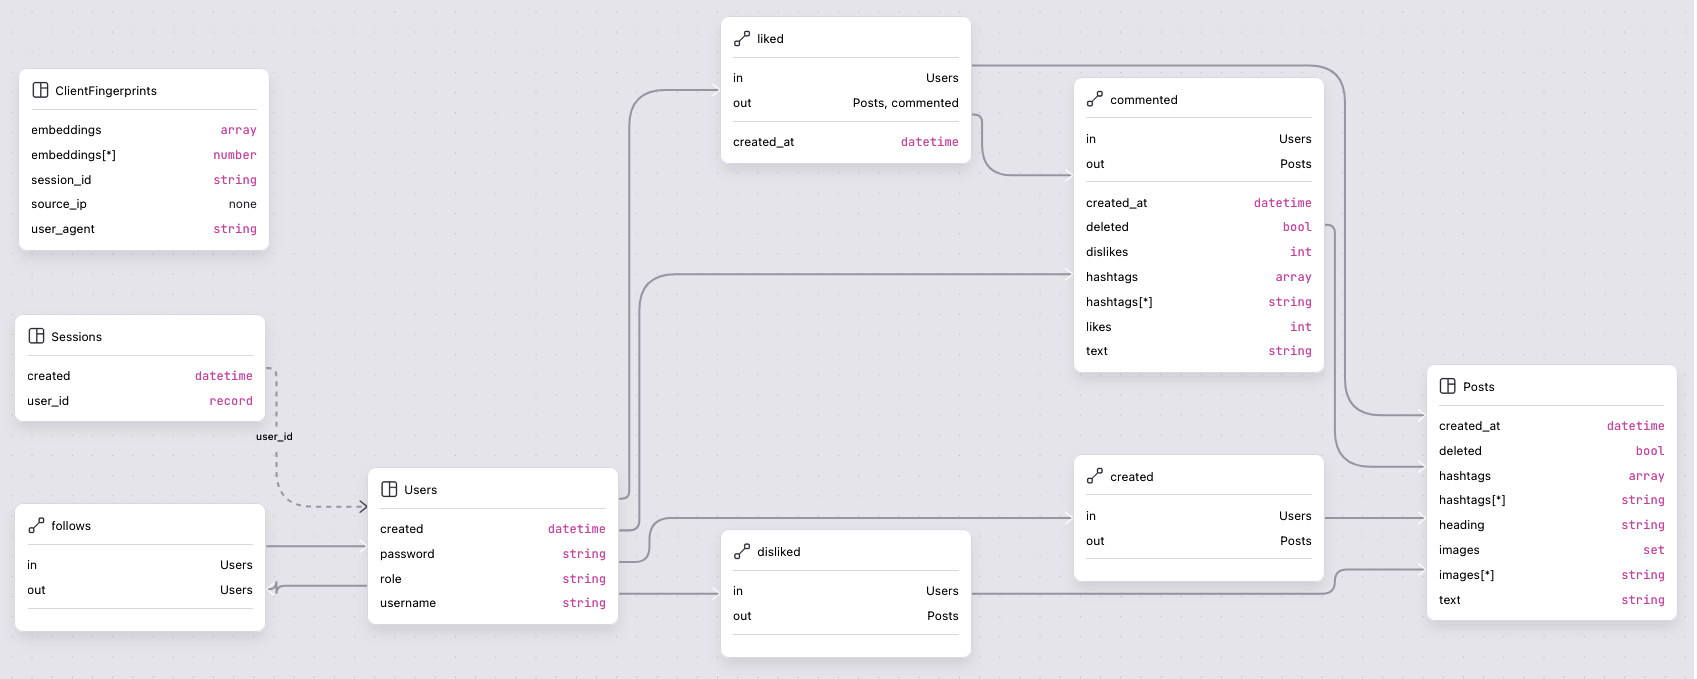 ClientFingerprints
embeddings array
embeddings[*] number
session_id string
source_ip none
user_agent string
Sessions
created datetime
user_id record
user_id
follows
in Users
out Users
Users
created datetime
password string
role string
username string
liked
in Users
out Posts, commented
created_at datetime
disliked
in Users
out Posts
commented
in Users
out Posts
created_at datetime
deleted bool
dislikes int
hashtags array
hashtags[*] string
likes int
text string
created
in Users
out Posts
Posts
created_at datetime
deleted bool
hashtags array
hashtags[*] string
heading string
images set
images[*] string
text string